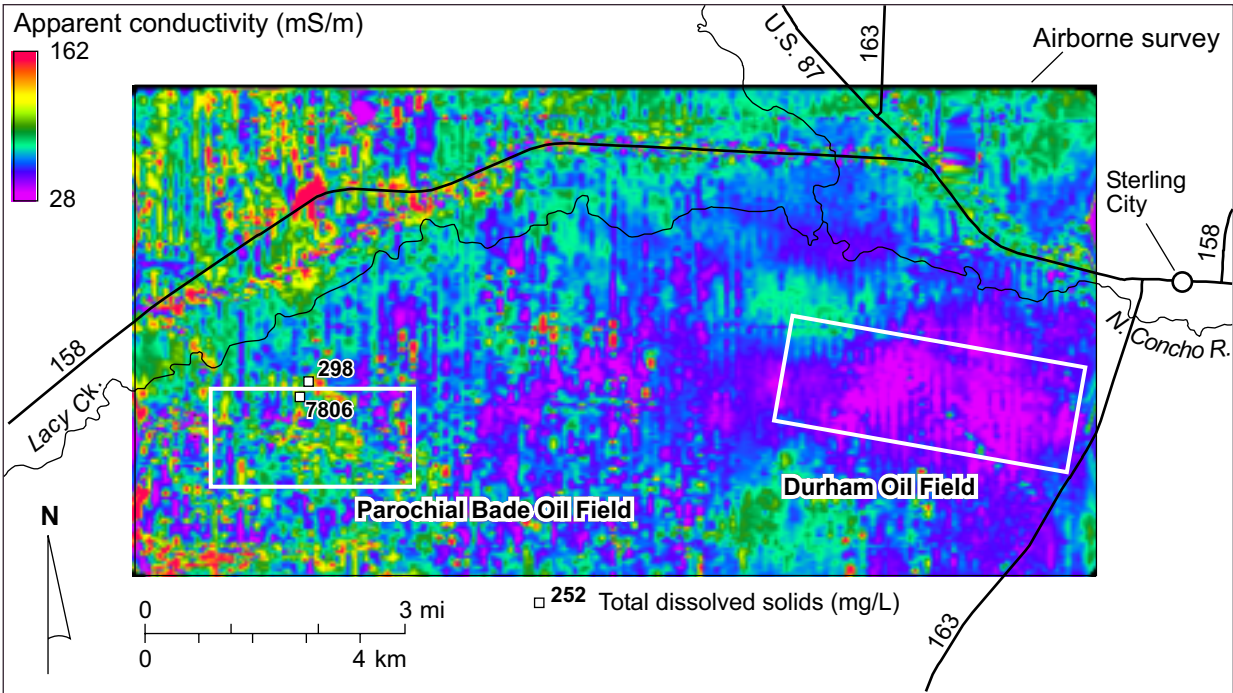 Apparent conductivity (mS/m)
162
28
U.S. 87
163
Airborne survey
Sterling
City
158
N. Concho R.
158
Lacy Ck.
298
7806
Parochial Bade Oil Field
Durham Oil Field
N
0 3 mi
0 4 km
252 Total dissolved solids (mg/L)
163